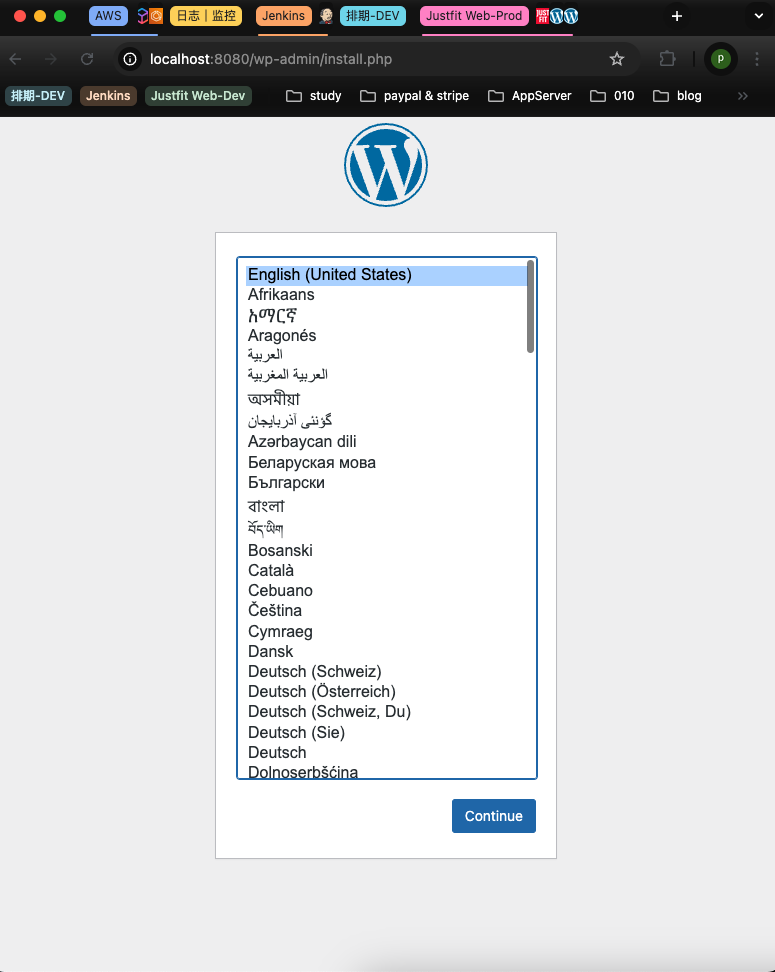 AWS 日志｜监控 Jenkins 排期-DEV Justfit Web-Prod JUST FIT
localhost:8080/wp-admin/install.php P
排期-DEV Jenkins Justfit Web-Dev study paypal & stripe AppServer 010 blog
W
English (United States)
Afrikaans
አማርኛ
Aragonés
العربية
العربية المغربية
অসমীয়া
گؤنئی آذربایجان
Azərbaycan dili
Беларуская мова
Български
বাংলা
བོད་ཡིག
Bosanski
Català
Cebuano
Čeština
Cymraeg
Dansk
Deutsch (Schweiz)
Deutsch (Österreich)
Deutsch (Schweiz, Du)
Deutsch (Sie)
Deutsch
Dolnoserbšćina
Continue